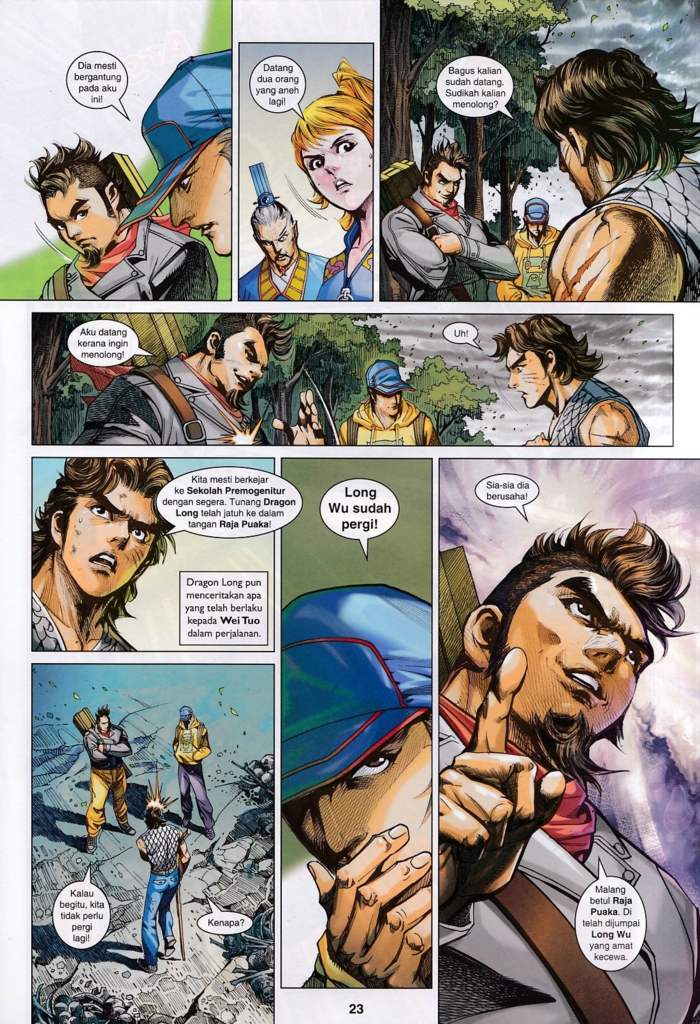 Dia mesti
bergantung
pada aku
ini!
Datang
dua orang
yang aneh
lagi!
Bagus kalian
sudah datang.
Sudikah kalian
menolong?
Aku datang
kerana ingin
menolong!
Uh!
Kita mesti berkejar
ke Sekolah Premogenitur
dengan segera. Tunang Dragon
Long telah jatuh ke dalam
tangan Raja Puaka!
Dragon Long pun
menceritakan apa
yang telah berlaku
kepada Wei Tuo
dalam perjalanan.
Kalau
begitu, kita
tidak perlu
pergi
lagi!
Kenapa?
Long
Wu sudah
pergi!
Sia-sia dia
berusaha!
Malang
betul Raja
Puaka. Di
telah dijumpai
Long Wu
yang amat
kecewa.
23